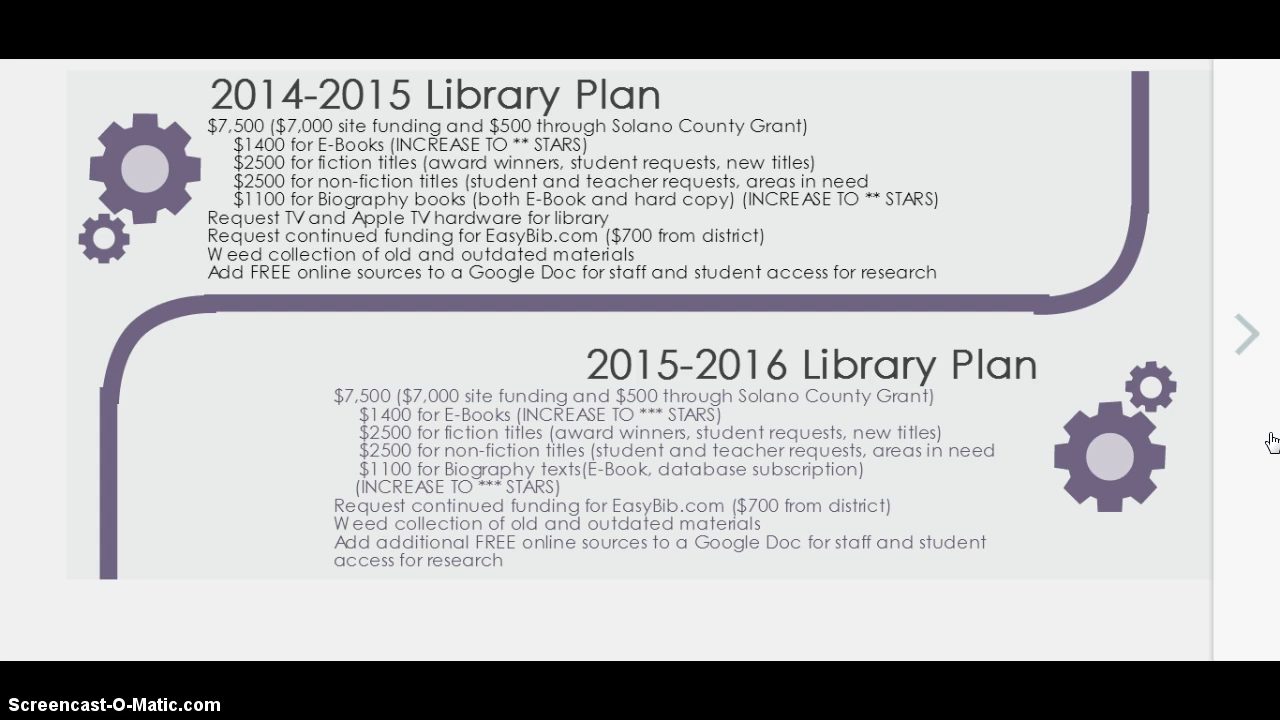 2014-2015 Library Plan
$7,500 ($7,000 site funding and $500 through Solano County Grant)
$1400 for E-Books (INCREASE TO ** STARS)
$2500 for fiction titles (award winners, student requests, new titles)
$2500 for non-fiction titles (student and teacher requests, areas in need
$1100 for Biography books (both E-Book and hard copy) (INCREASE TO ** STARS)
Request TV and Apple TV hardware for library
Request continued funding for EasyBib.com ($700 from district)
Weed collection of old and outdated materials
Add FREE online sources to a Google Doc for staff and student access for research
2015-2016 Library Plan
$7,500 ($7,000 site funding and $500 through Solano County Grant)
$1400 for E-Books (INCREASE TO *** STARS)
$2500 for fiction titles (award winners, student requests, new titles)
$2500 for non-fiction titles (student and teacher requests, areas in need
$1100 for Biography texts(E-Book, database subscription)
(INCREASE TO *** STARS)
Request continued funding for EasyBib.com ($700 from district)
Weed collection of old and outdated materials
Add additional FREE online sources to a Google Doc for staff and student
access for research
Screencast-O-Matic.com